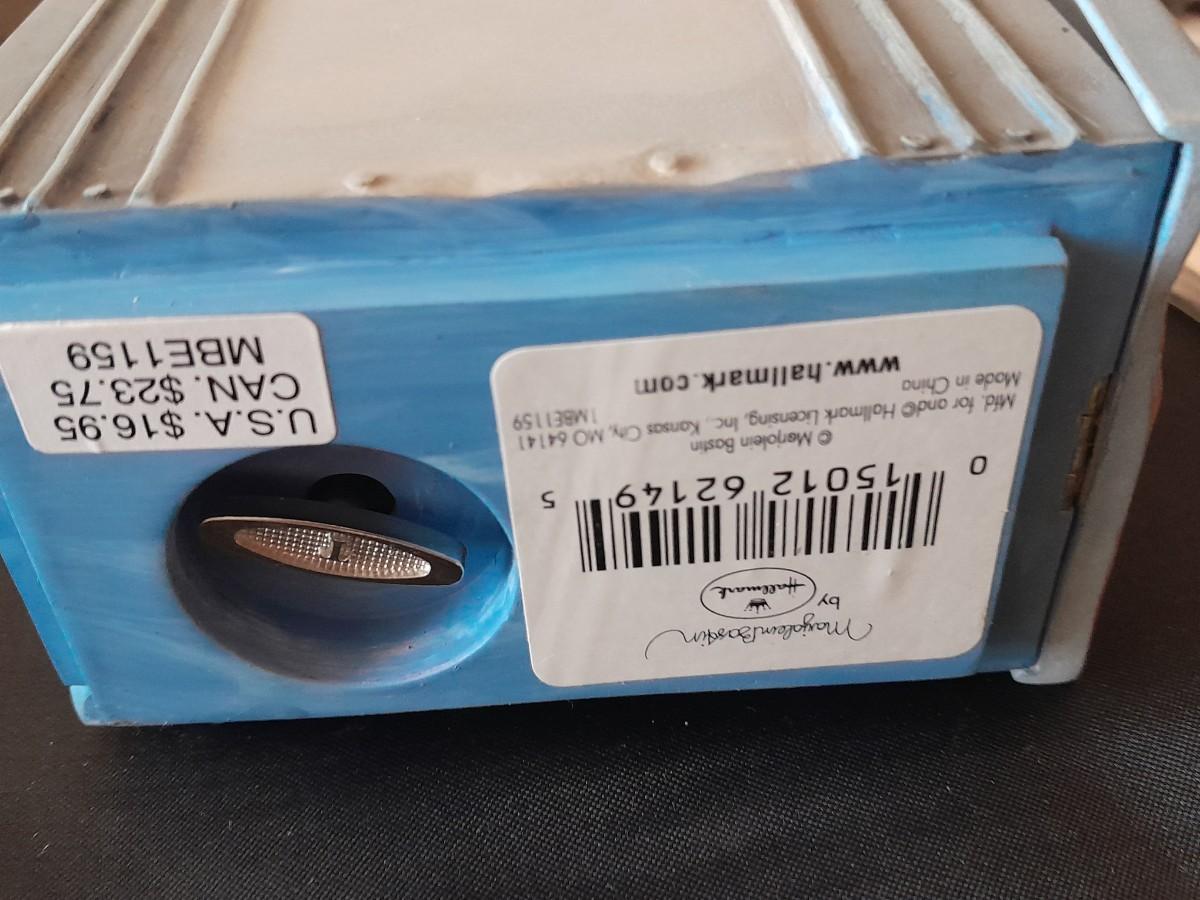 U.S.A. $16.95
CAN. $23.75
MBE1159
Marjolein Bastin
by Hallmark
0 15012 62149 5
© Marjolein Bastin
Mfd. for and © Hallmark Licensing, Inc., Kansas City, MO 64141
Made in China 1MBE1159
www.hallmark.com